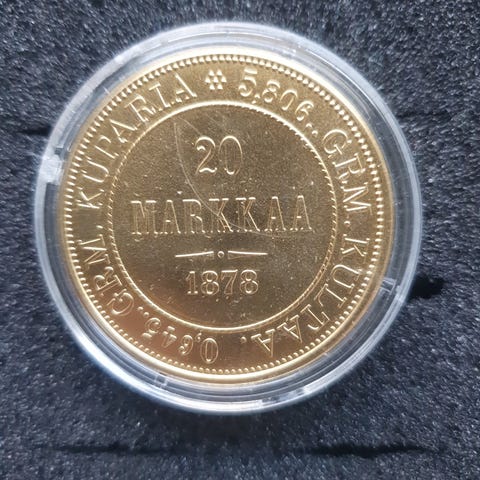 20
MARKKAA
1878
5,806.. GRM. KULTAA.
0,645.. GRM. KUPARIA